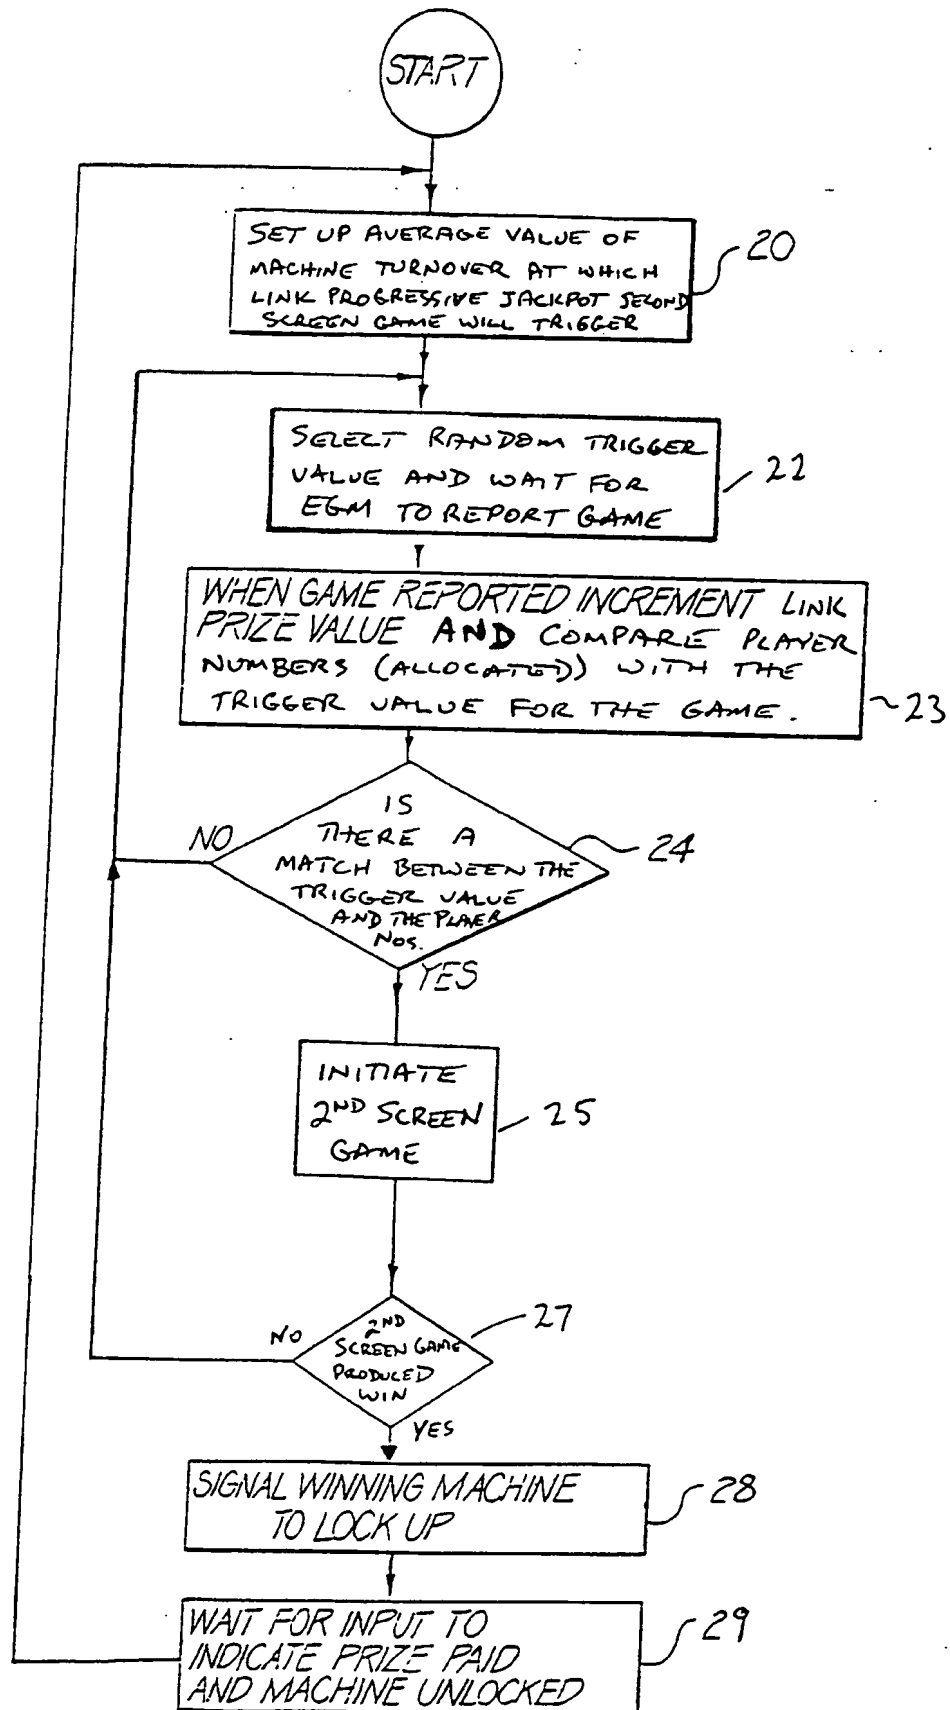 START
SET UP AVERAGE VALUE OF
MACHINE TURNOVER AT WHICH
LINK PROGRESSIVE JACKPOT SECOND
SCREEN GAME WILL TRIGGER
20
SELECT RANDOM TRIGGER
VALUE AND WAIT FOR
EGM TO REPORT GAME
22
WHEN GAME REPORTED INCREMENT LINK
PRIZE VALUE AND COMPARE PLAYER
NUMBERS (ALLOCATED) WITH THE
TRIGGER VALUE FOR THE GAME.
23
IS
THERE A
MATCH BETWEEN THE
TRIGGER VALUE
AND THE PLAYER
NOS.
24
NO
YES
INITIATE
2ND SCREEN
GAME
25
2ND
SCREEN GAME
PRODUCED
WIN
27
NO
YES
SIGNAL WINNING MACHINE
TO LOCK UP
28
WAIT FOR INPUT TO
INDICATE PRIZE PAID
AND MACHINE UNLOCKED
29